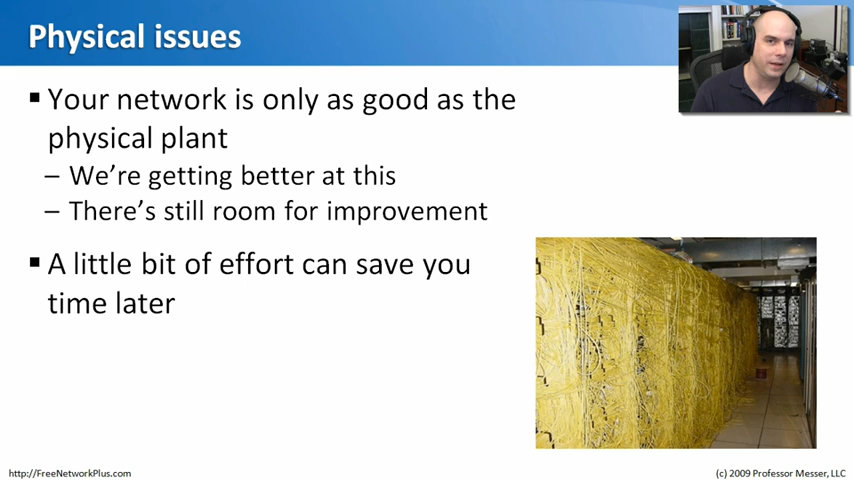 Physical issues
▪ Your network is only as good as the
physical plant
– We're getting better at this
– There's still room for improvement
▪ A little bit of effort can save you
time later
http://FreeNetworkPlus.com
(c) 2009 Professor Messer, LLC